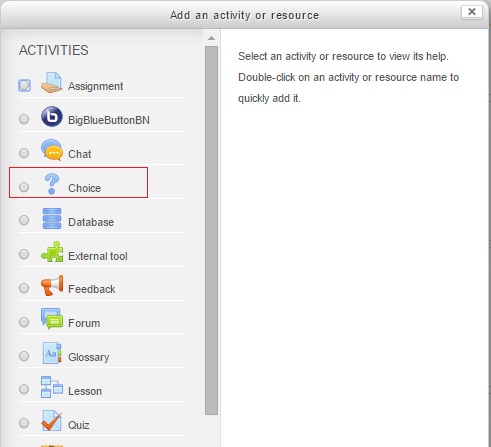 Add an activity or resource
ACTIVITIES
Assignment
BigBlueButtonBN
Chat
Choice
Database
External tool
Feedback
Forum
Glossary
Lesson
Quiz
Select an activity or resource to view its help.
Double-click on an activity or resource name to
quickly add it.